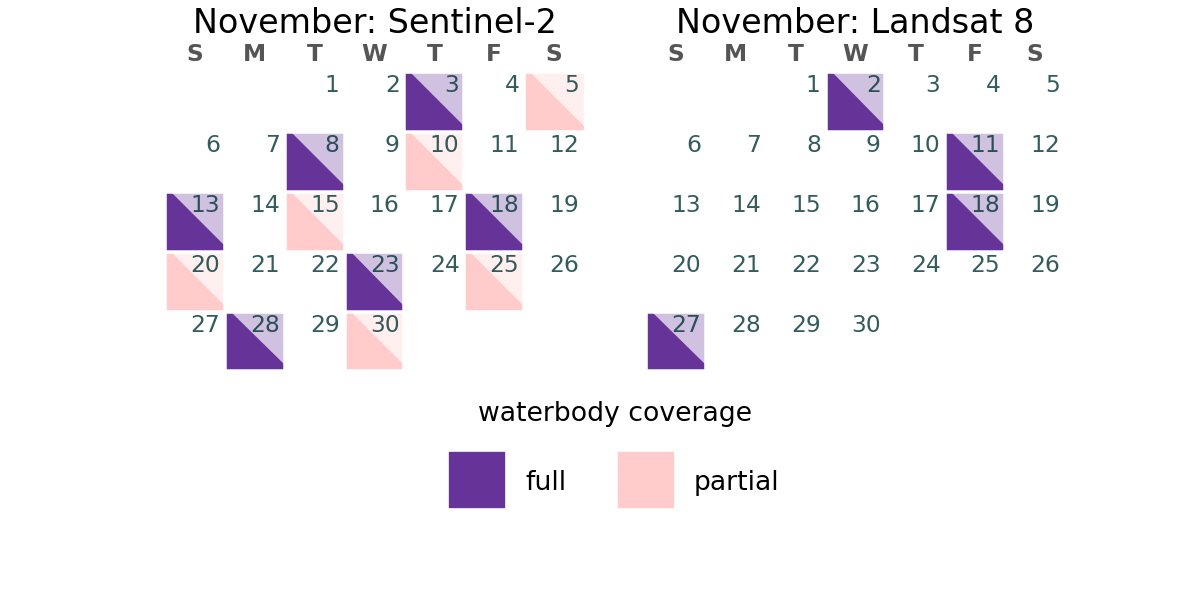 November: Sentinel-2
S M T W T F S
1 2 3 4 5
6 7 8 9 10 11 12
13 14 15 16 17 18 19
20 21 22 23 24 25 26
27 28 29 30
November: Landsat 8
S M T W T F S
1 2 3 4 5
6 7 8 9 10 11 12
13 14 15 16 17 18 19
20 21 22 23 24 25 26
27 28 29 30
waterbody coverage
full
partial